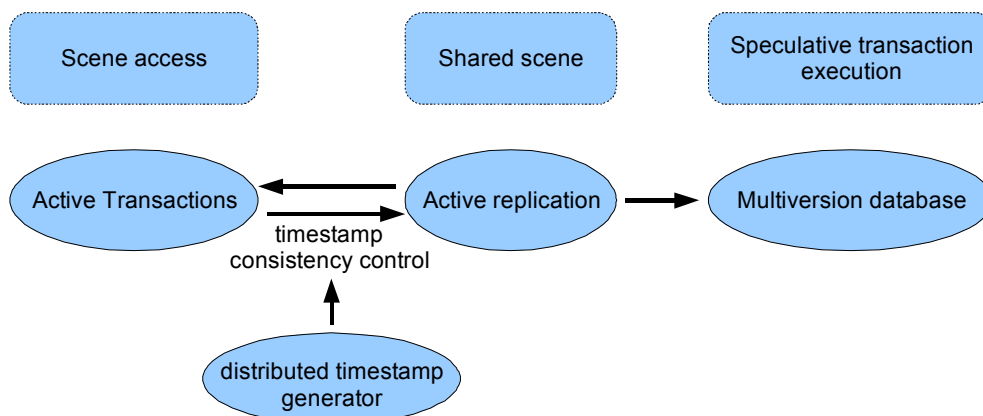 Scene access
Shared scene
Speculative transaction
execution
Active Transactions
Active replication
Multiversion database
timestamp
consistency control
distributed timestamp
generator